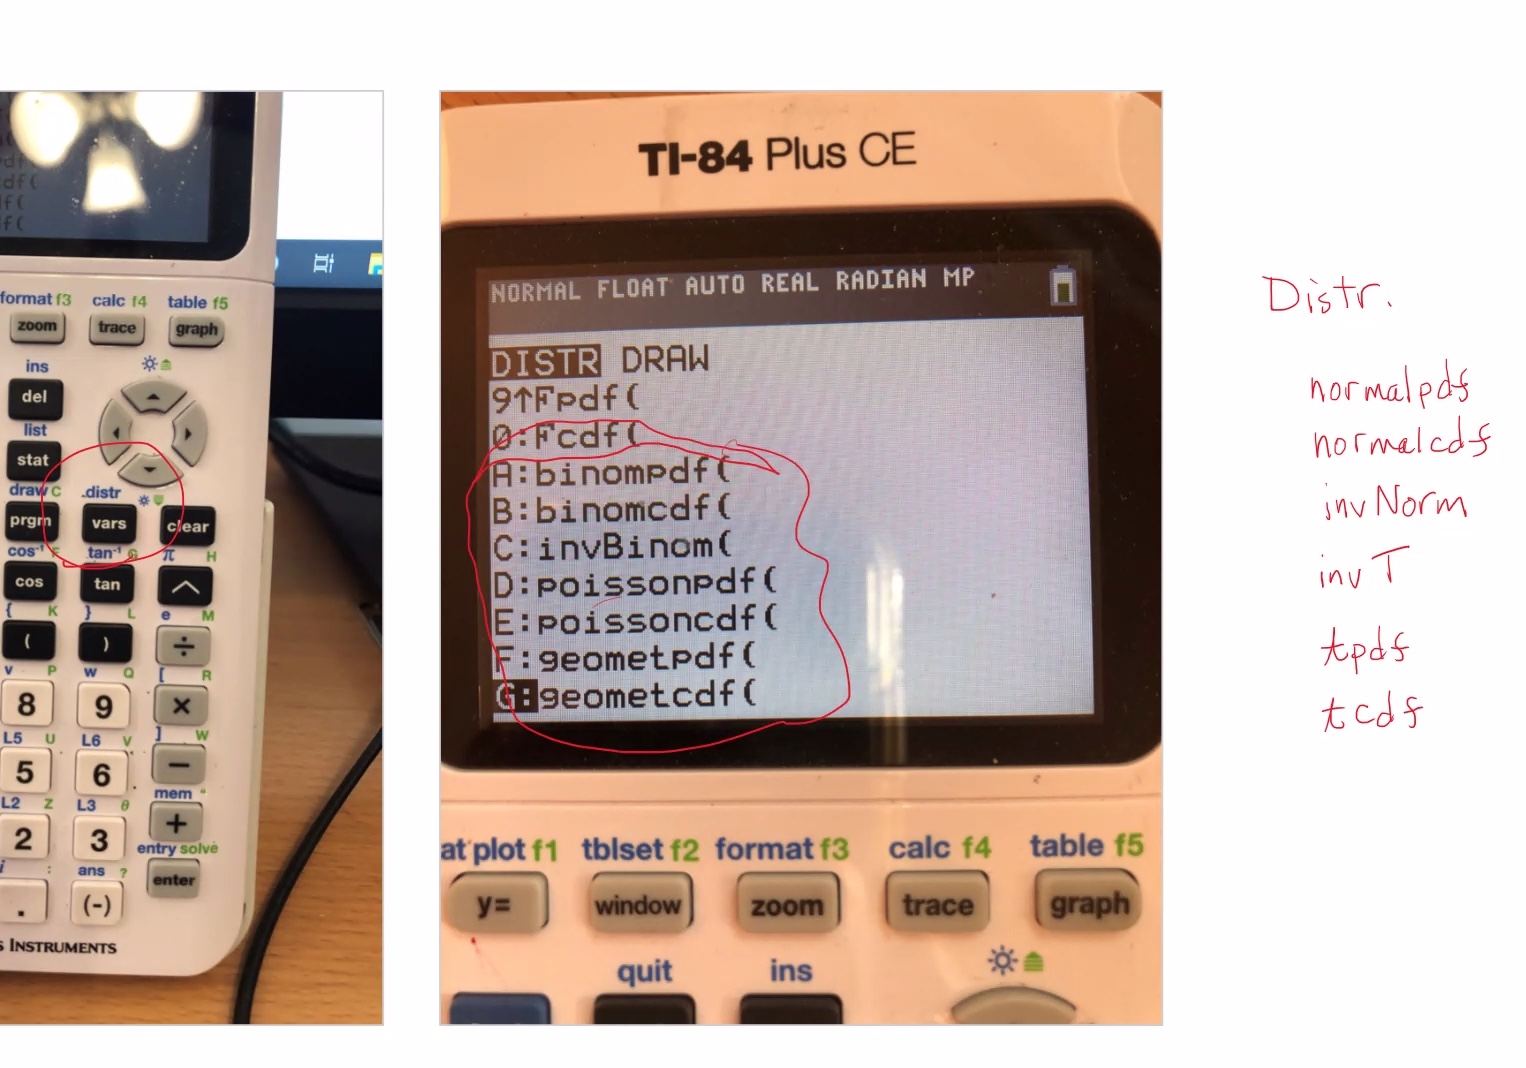 format f3 calc f4 table f5
zoom trace graph
ins
del
list
stat
draw C distr
prgm vars clear
cos⁻¹ F tan⁻¹ G π H
cos tan ^
{ K } L e M
( ) ÷
v P w Q [ R
8 9 ×
L5 U L6 V ] W
5 6 −
L2 Z L3 θ mem "
2 3 +
entry solve
i : ans ?
. (-) enter
INSTRUMENTS
TI-84 Plus CE
NORMAL FLOAT AUTO REAL RADIAN MP
DISTR DRAW
9↑Fpdf(
0:Fcdf(
A:binompdf(
B:binomcdf(
C:invBinom(
D:poissonpdf(
E:poissoncdf(
F:geometpdf(
G:geometcdf(
at plot f1 tblset f2 format f3 calc f4 table f5
y= window zoom trace graph
quit ins
Distr.
normalpdf
normalcdf
invNorm
invT
tpdf
tcdf